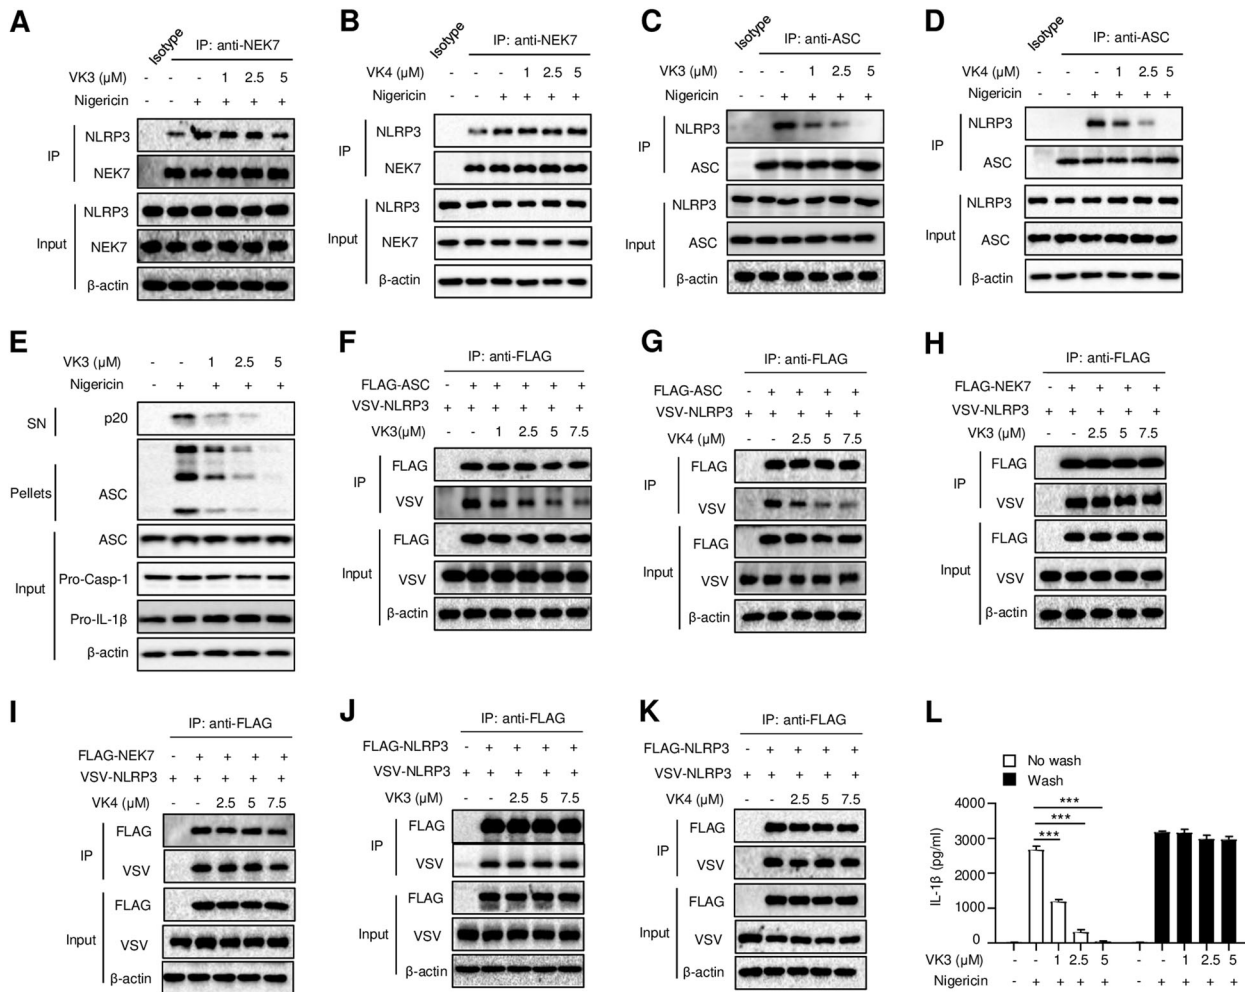 A
Isotype
IP: anti-NEK7
VK3 (μM) - - - 1 2.5 5
Nigericin - - + + + +
IP
NLRP3
NEK7
Input
NLRP3
NEK7
β-actin
B
Isotype
IP: anti-NEK7
VK4 (μM) - - - 1 2.5 5
Nigericin - - + + + +
IP
NLRP3
NEK7
Input
NLRP3
NEK7
β-actin
C
Isotype
IP: anti-ASC
VK3 (μM) - - - 1 2.5 5
Nigericin - - + + + +
IP
NLRP3
ASC
Input
NLRP3
ASC
β-actin
D
Isotype
IP: anti-ASC
VK4 (μM) - - - 1 2.5 5
Nigericin - - + + + +
IP
NLRP3
ASC
Input
NLRP3
ASC
β-actin
E
VK3 (μM) - - 1 2.5 5
Nigericin - + + + +
SN
p20
Pellets
ASC
Input
ASC
Pro-Casp-1
Pro-IL-1β
β-actin
F
IP: anti-FLAG
FLAG-ASC - + + + + +
VSV-NLRP3 + + + + + +
VK3(μM) - - 1 2.5 5 7.5
IP
FLAG
VSV
Input
FLAG
VSV
β-actin
G
IP: anti-FLAG
FLAG-ASC - + + + +
VSV-NLRP3 + + + + +
VK4 (μM) - - 2.5 5 7.5
IP
FLAG
VSV
Input
FLAG
VSV
β-actin
H
IP: anti-FLAG
FLAG-NEK7 - + + + +
VSV-NLRP3 + + + + +
VK3 (μM) - - 2.5 5 7.5
IP
FLAG
VSV
Input
FLAG
VSV
β-actin
I
IP: anti-FLAG
FLAG-NEK7 - + + + +
VSV-NLRP3 + + + + +
VK4 (μM) - - 2.5 5 7.5
IP
FLAG
VSV
Input
FLAG
VSV
β-actin
J
IP: anti-FLAG
FLAG-NLRP3 - + + + +
VSV-NLRP3 + + + + +
VK3 (μM) - - 2.5 5 7.5
IP
FLAG
VSV
Input
FLAG
VSV
β-actin
K
IP: anti-FLAG
FLAG-NLRP3 - + + + +
VSV-NLRP3 + + + + +
VK4 (μM) - - 2.5 5 7.5
IP
FLAG
VSV
Input
FLAG
VSV
β-actin
L
No wash
Wash
IL-1β (pg/ml)
4000
3000
2000
1000
0
***
***
***
VK3 (μM) - - 1 2.5 5 - - 1 2.5 5
Nigericin - + + + + - + + + +